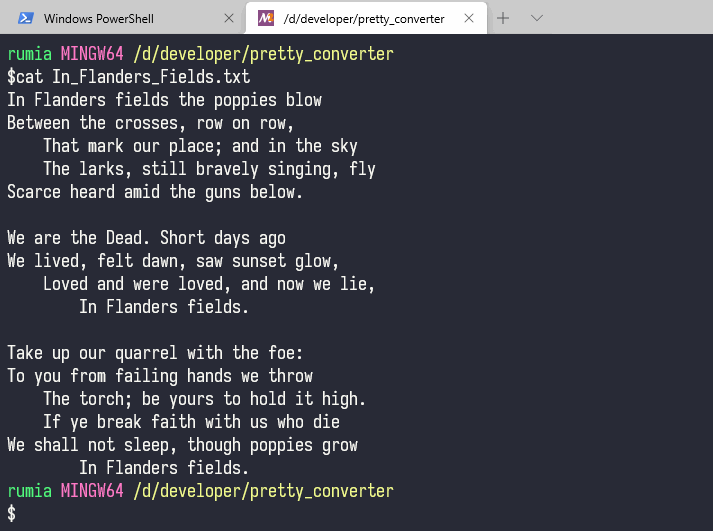 Windows PowerShell
/d/developer/pretty_converter
rumia MINGW64 /d/developer/pretty_converter
$cat In_Flanders_Fields.txt
In Flanders fields the poppies blow
Between the crosses, row on row,
    That mark our place; and in the sky
    The larks, still bravely singing, fly
Scarce heard amid the guns below.

We are the Dead. Short days ago
We lived, felt dawn, saw sunset glow,
    Loved and were loved, and now we lie,
        In Flanders fields.

Take up our quarrel with the foe:
To you from failing hands we throw
    The torch; be yours to hold it high.
    If ye break faith with us who die
We shall not sleep, though poppies grow
        In Flanders fields.
rumia MINGW64 /d/developer/pretty_converter
$